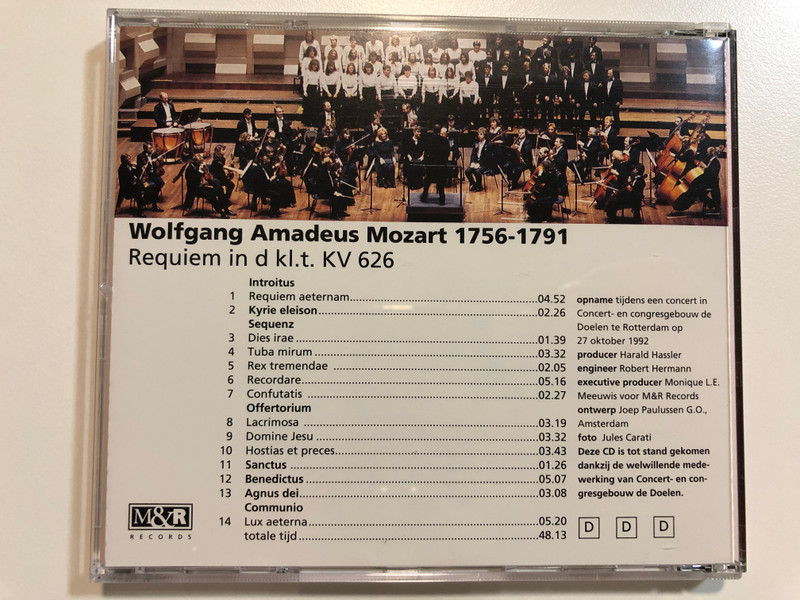 Wolfgang Amadeus Mozart 1756-1791
Requiem in d kl.t. KV 626
Introitus
1 Requiem aeternam........04.52
2 Kyrie eleison........02.26
Sequenz
3 Dies irae........01.39
4 Tuba mirum........03.32
5 Rex tremendae........02.05
6 Recordare........05.16
7 Confutatis........02.27
Offertorium
8 Lacrimosa........03.19
9 Domine Jesu........03.32
10 Hostias et preces........03.43
11 Sanctus........01.26
12 Benedictus........05.07
13 Agnus dei........03.08
Communio
14 Lux aeterna........05.20
totale tijd........48.13
opname tijdens een concert in
Concert- en congresgebouw de
Doelen te Rotterdam op
27 oktober 1992
producer Harald Hassler
engineer Robert Hermann
executive producer Monique L.E.
Meeuwis voor M&R Records
ontwerp Joep Paulussen G.O.,
Amsterdam
foto Jules Carati
Deze CD is tot stand gekomen
dankzij de welwillende mede-
werking van Concert- en con-
gresgebouw de Doelen.
M&R
RECORDS
D D D